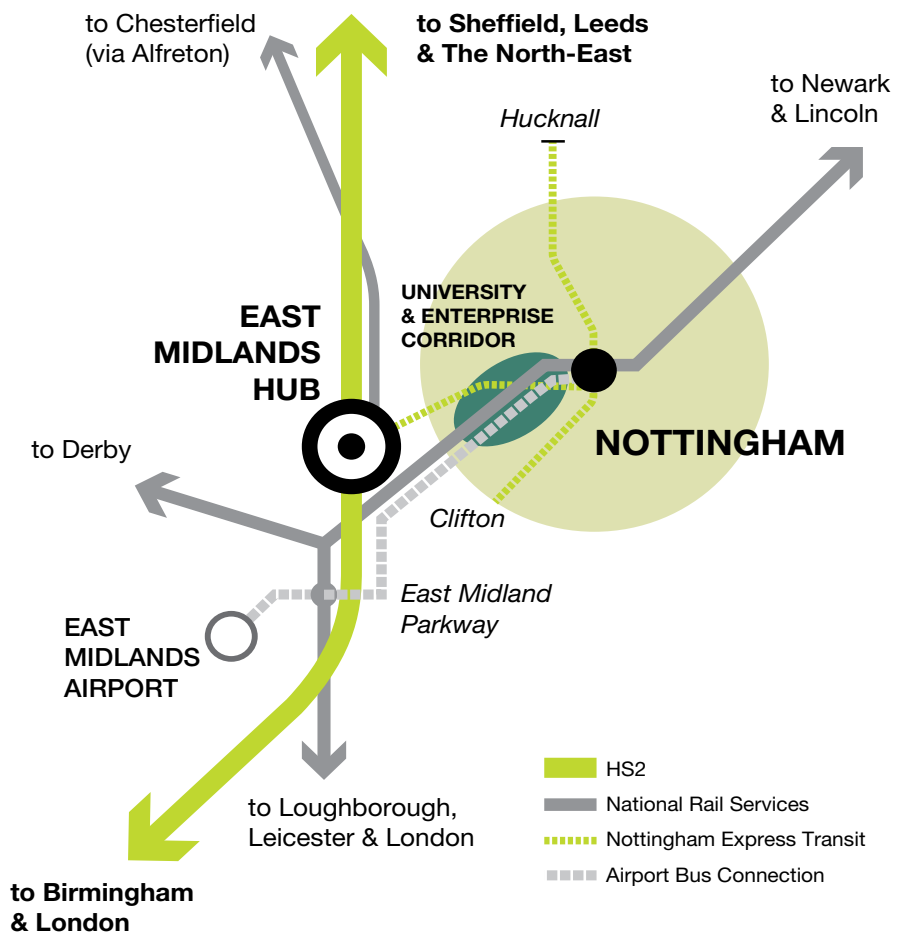 to Chesterfield
(via Alfreton)
to Sheffield, Leeds
& The North-East
to Newark
& Lincoln
Hucknall
UNIVERSITY
& ENTERPRISE
CORRIDOR
EAST
MIDLANDS
HUB
NOTTINGHAM
to Derby
Clifton
East Midland
Parkway
EAST
MIDLANDS
AIRPORT
HS2
to Loughborough,
Leicester & London
National Rail Services
Nottingham Express Transit
Airport Bus Connection
to Birmingham
& London